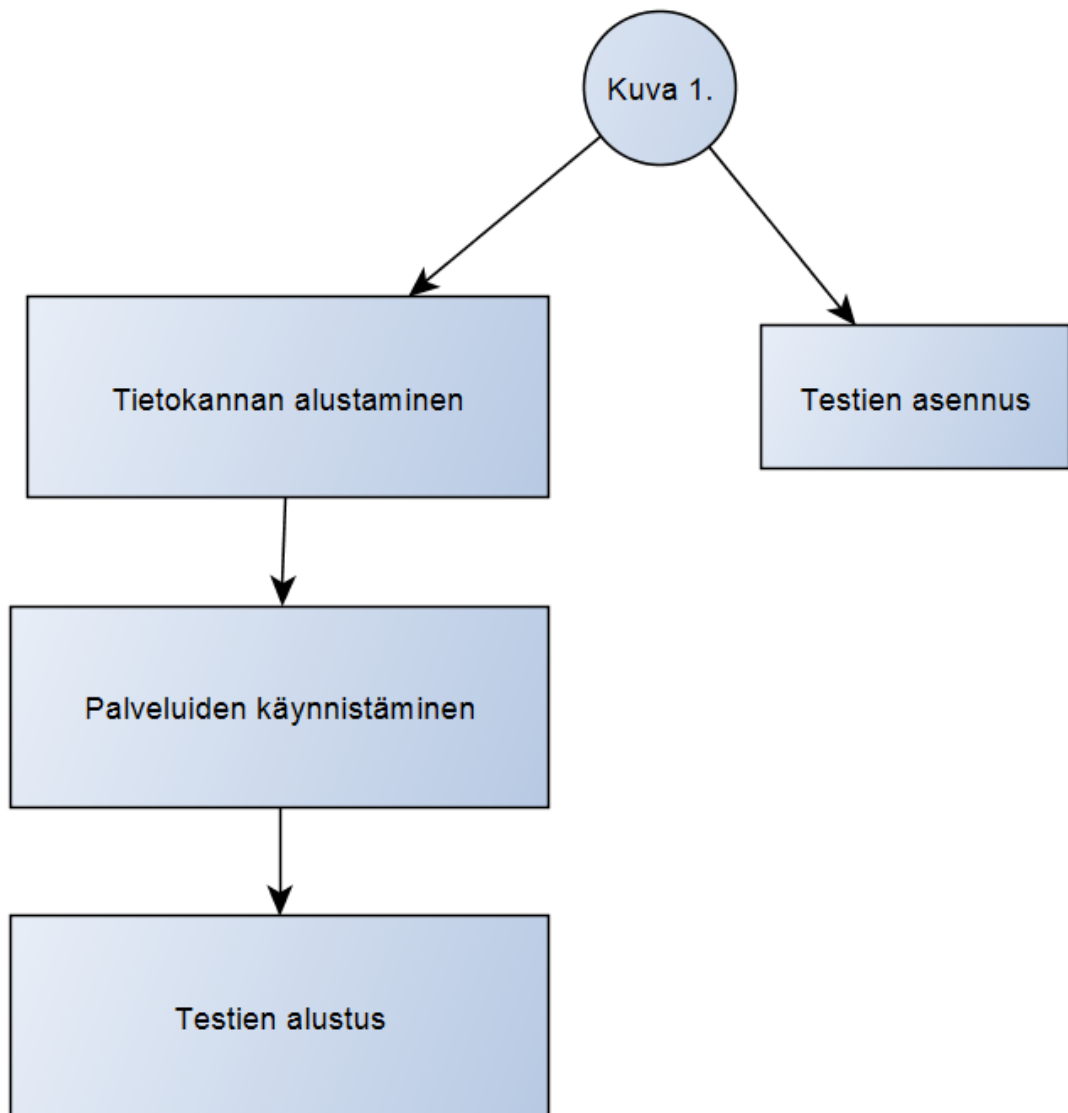 Kuva 1.
Tietokannan alustaminen
Testien asennus
Palveluiden käynnistäminen
Testien alustus